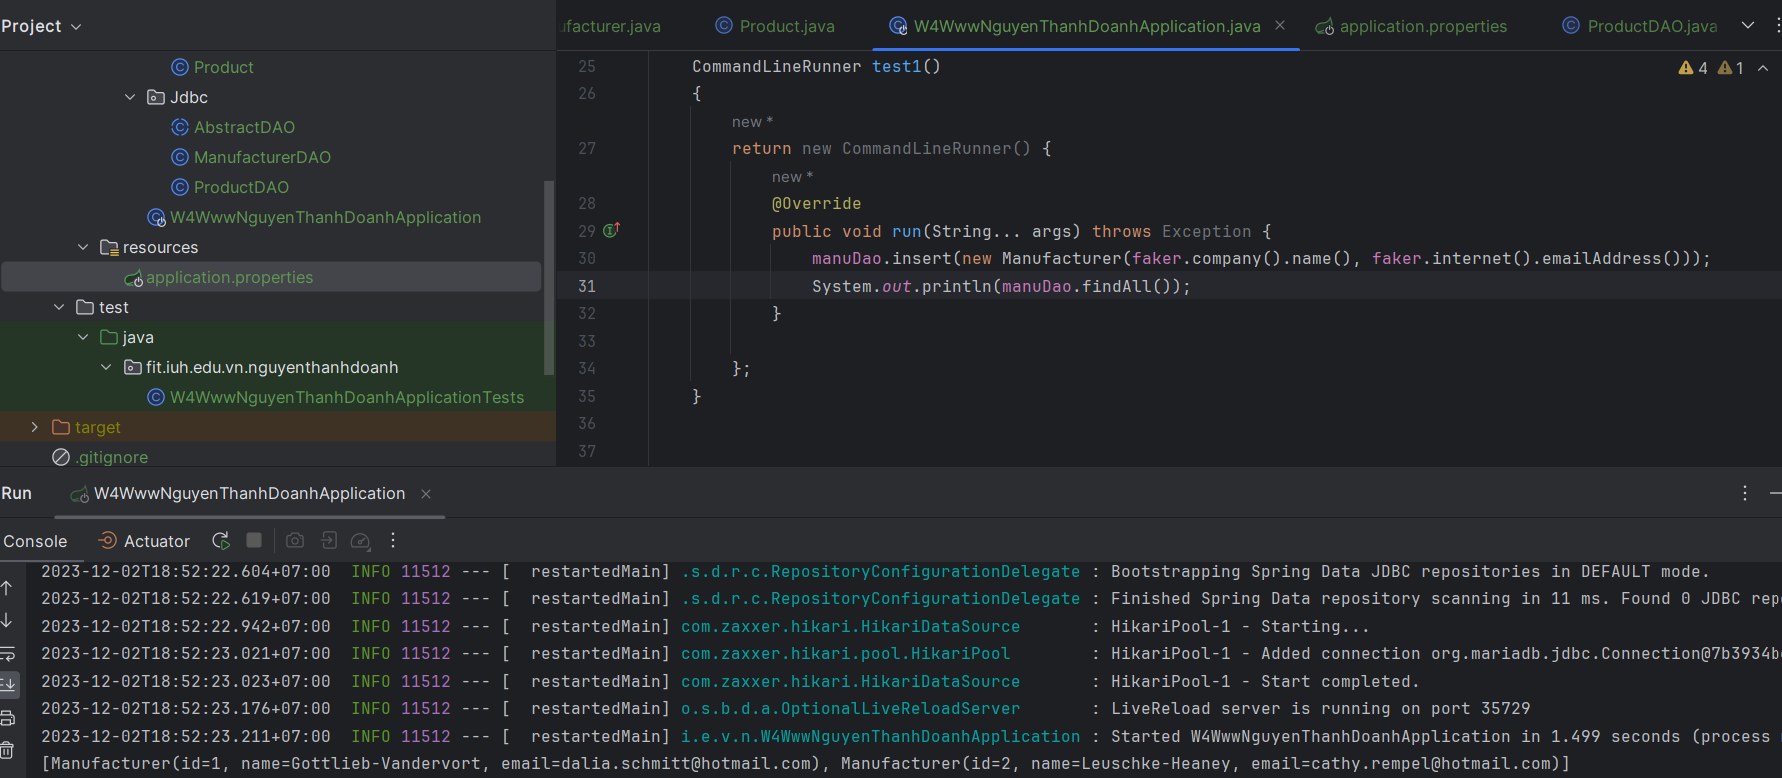 Project
ufacturer.java
Product.java
W4WwwNguyenThanhDoanhApplication.java
application.properties
ProductDAO.java
Product
Jdbc
AbstractDAO
ManufacturerDAO
ProductDAO
W4WwwNguyenThanhDoanhApplication
resources
application.properties
test
java
fit.iuh.edu.vn.nguyenthanhdoanh
W4WwwNguyenThanhDoanhApplicationTests
target
.gitignore
4 1
25 CommandLineRunner test1()
26 {
new *
27 return new CommandLineRunner() {
new *
28 @Override
29 public void run(String... args) throws Exception {
30 manuDao.insert(new Manufacturer(faker.company().name(), faker.internet().emailAddress()));
31 System.out.println(manuDao.findAll());
32 }
33
34 };
35 }
36
37
Run W4WwwNguyenThanhDoanhApplication
Console Actuator
2023-12-02T18:52:22.604+07:00 INFO 11512 --- [ restartedMain] .s.d.r.c.RepositoryConfigurationDelegate : Bootstrapping Spring Data JDBC repositories in DEFAULT mode.
2023-12-02T18:52:22.619+07:00 INFO 11512 --- [ restartedMain] .s.d.r.c.RepositoryConfigurationDelegate : Finished Spring Data repository scanning in 11 ms. Found 0 JDBC rep
2023-12-02T18:52:22.942+07:00 INFO 11512 --- [ restartedMain] com.zaxxer.hikari.HikariDataSource : HikariPool-1 - Starting...
2023-12-02T18:52:23.021+07:00 INFO 11512 --- [ restartedMain] com.zaxxer.hikari.pool.HikariPool : HikariPool-1 - Added connection org.mariadb.jdbc.Connection@7b3934b
2023-12-02T18:52:23.023+07:00 INFO 11512 --- [ restartedMain] com.zaxxer.hikari.HikariDataSource : HikariPool-1 - Start completed.
2023-12-02T18:52:23.176+07:00 INFO 11512 --- [ restartedMain] o.s.b.d.a.OptionalLiveReloadServer : LiveReload server is running on port 35729
2023-12-02T18:52:23.211+07:00 INFO 11512 --- [ restartedMain] i.e.v.n.W4WwwNguyenThanhDoanhApplication : Started W4WwwNguyenThanhDoanhApplication in 1.499 seconds (process
[Manufacturer(id=1, name=Gottlieb-Vandervort, email=dalia.schmitt@hotmail.com), Manufacturer(id=2, name=Leuschke-Heaney, email=cathy.rempel@hotmail.com)]